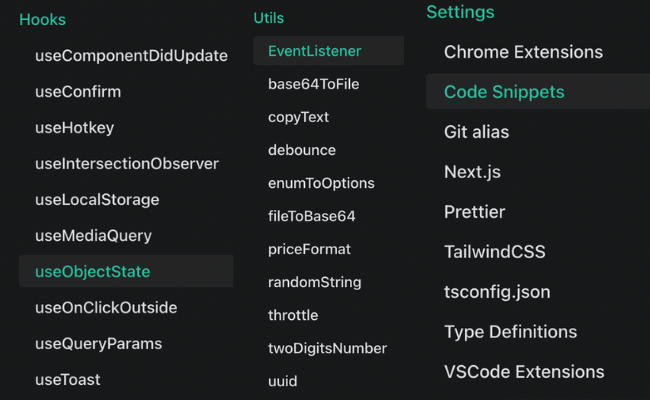 Hooks
useComponentDidUpdate
useConfirm
useHotkey
useIntersectionObserver
useLocalStorage
useMediaQuery
useObjectState
useOnClickOutside
useQueryParams
useToast
Utils
EventListener
base64ToFile
copyText
debounce
enumToOptions
fileToBase64
priceFormat
randomString
throttle
twoDigitsNumber
uuid
Settings
Chrome Extensions
Code Snippets
Git alias
Next.js
Prettier
TailwindCSS
tsconfig.json
Type Definitions
VSCode Extensions